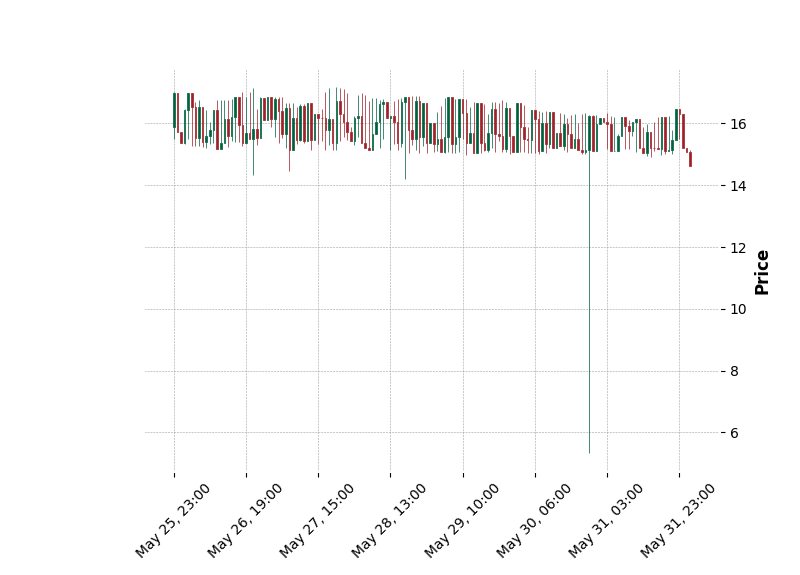 16
14
12
10
8
6
Price
May 25, 23:00
May 26, 19:00
May 27, 15:00
May 28, 13:00
May 29, 10:00
May 30, 06:00
May 31, 03:00
May 31, 23:00